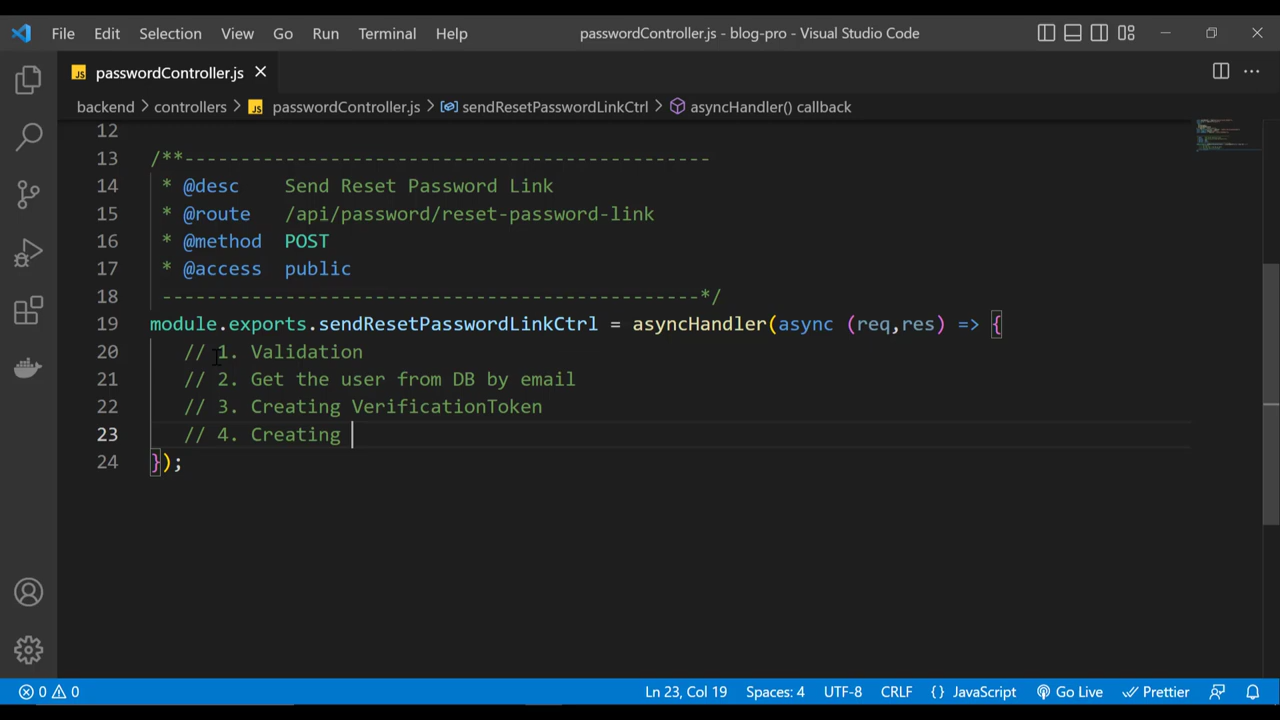 File Edit Selection View Go Run Terminal Help passwordController.js - blog-pro - Visual Studio Code
JS passwordController.js
backend controllers JS passwordController.js sendResetPasswordLinkCtrl asyncHandler() callback
12
13 /**-----------------------------------------------
14 * @desc Send Reset Password Link
15 * @route /api/password/reset-password-link
16 * @method POST
17 * @access public
18 ------------------------------------------------*/
19 module.exports.sendResetPasswordLinkCtrl = asyncHandler(async (req,res) => {
20 // 1. Validation
21 // 2. Get the user from DB by email
22 // 3. Creating VerificationToken
23 // 4. Creating
24 });
0 0 Ln 23, Col 19 Spaces: 4 UTF-8 CRLF {} JavaScript Go Live Prettier